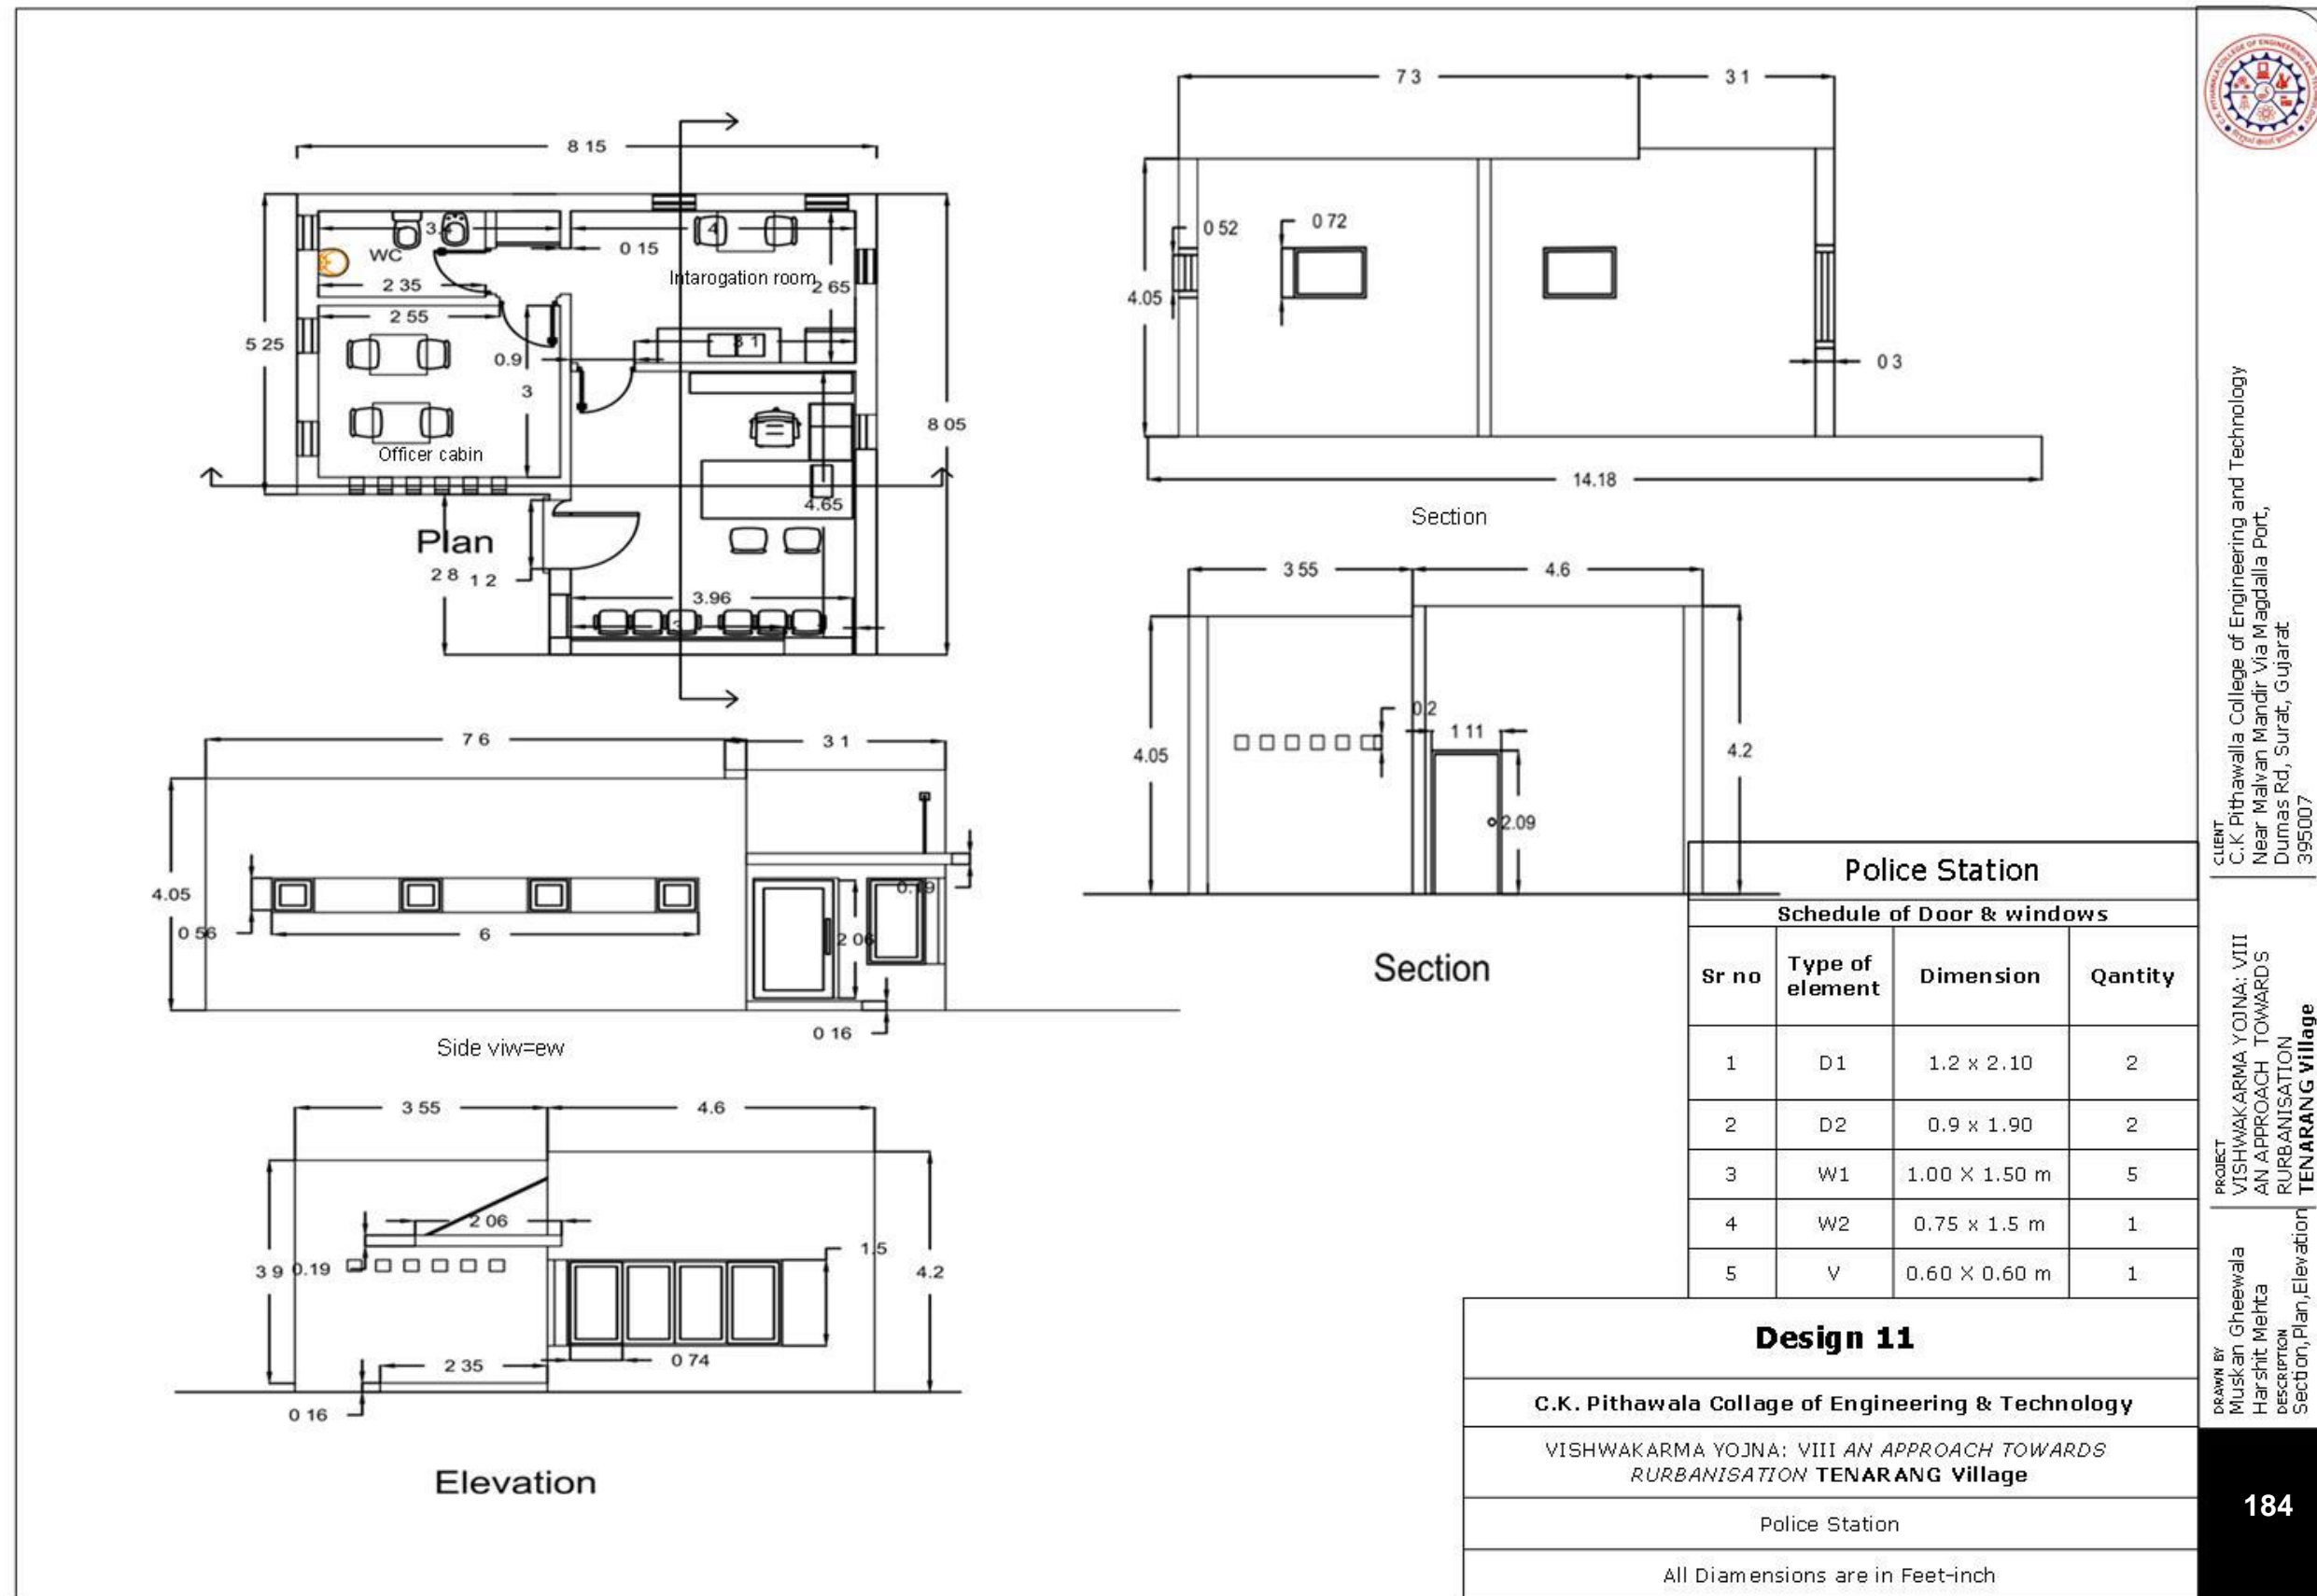 8 15
3.4
WC
2 35
2 55
0 15
4
Intarogation room
2 65
3 1
5 25
0.9
3
8 05
Officer cabin
4.65
Plan
2 8
1 2
3.96
7 3
3 1
0 52
0 72
4.05
0 3
14.18
Section
3 55
4.6
4.05
0.2
1 11
4.2
2.09
Section
7 6
3 1
4.05
0 56
6
0.19
2 06
0 16
Side viw=ew
3 55
4.6
2 06
3 9
0.19
1.5
4.2
2 35
0 74
0 16
Elevation
Police Station
Schedule of Door & windows
Sr no Type of element Dimension Qantity
1 D1 1.2 x 2.10 2
2 D2 0.9 x 1.90 2
3 W1 1.00 X 1.50 m 5
4 W2 0.75 x 1.5 m 1
5 V 0.60 X 0.60 m 1
Design 11
C.K. Pithawala Collage of Engineering & Technology
VISHWAKARMA YOJNA: VIII AN APPROACH TOWARDS
RURBANISATION TENARANG Village
Police Station
All Diamensions are in Feet-inch
CLIENT
C.K Pithawalla College of Engineering and Technology
Near Malvan Mandir Via Magdalla Port,
Dumas Rd, Surat, Gujarat
395007
PROJECT
VISHWAKARMA YOJNA: VIII
AN APPROACH TOWARDS
RURBANISATION
TENARANG Village
DRAWN BY
Muskan Gheewala
Harshit Mehta
DESCRIPTION
Section,Plan,Elevation
184